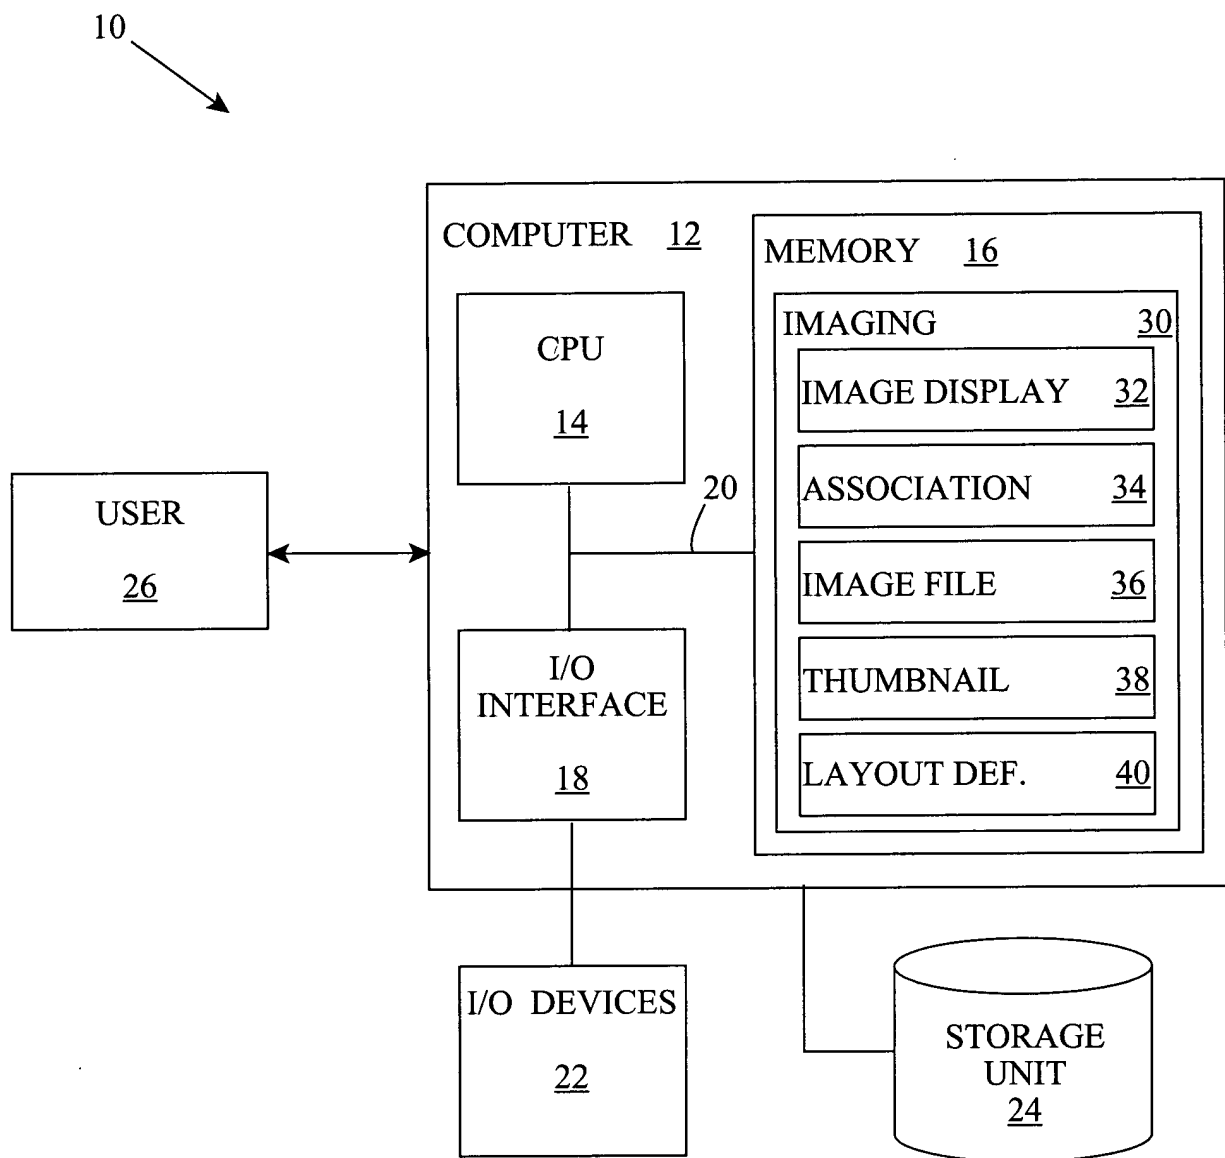 10
COMPUTER 12
MEMORY 16
IMAGING 30
CPU
14
IMAGE DISPLAY 32
ASSOCIATION 34
20
USER
26
IMAGE FILE 36
I/O
INTERFACE
18
THUMBNAIL 38
LAYOUT DEF. 40
I/O DEVICES
22
STORAGE
UNIT
24